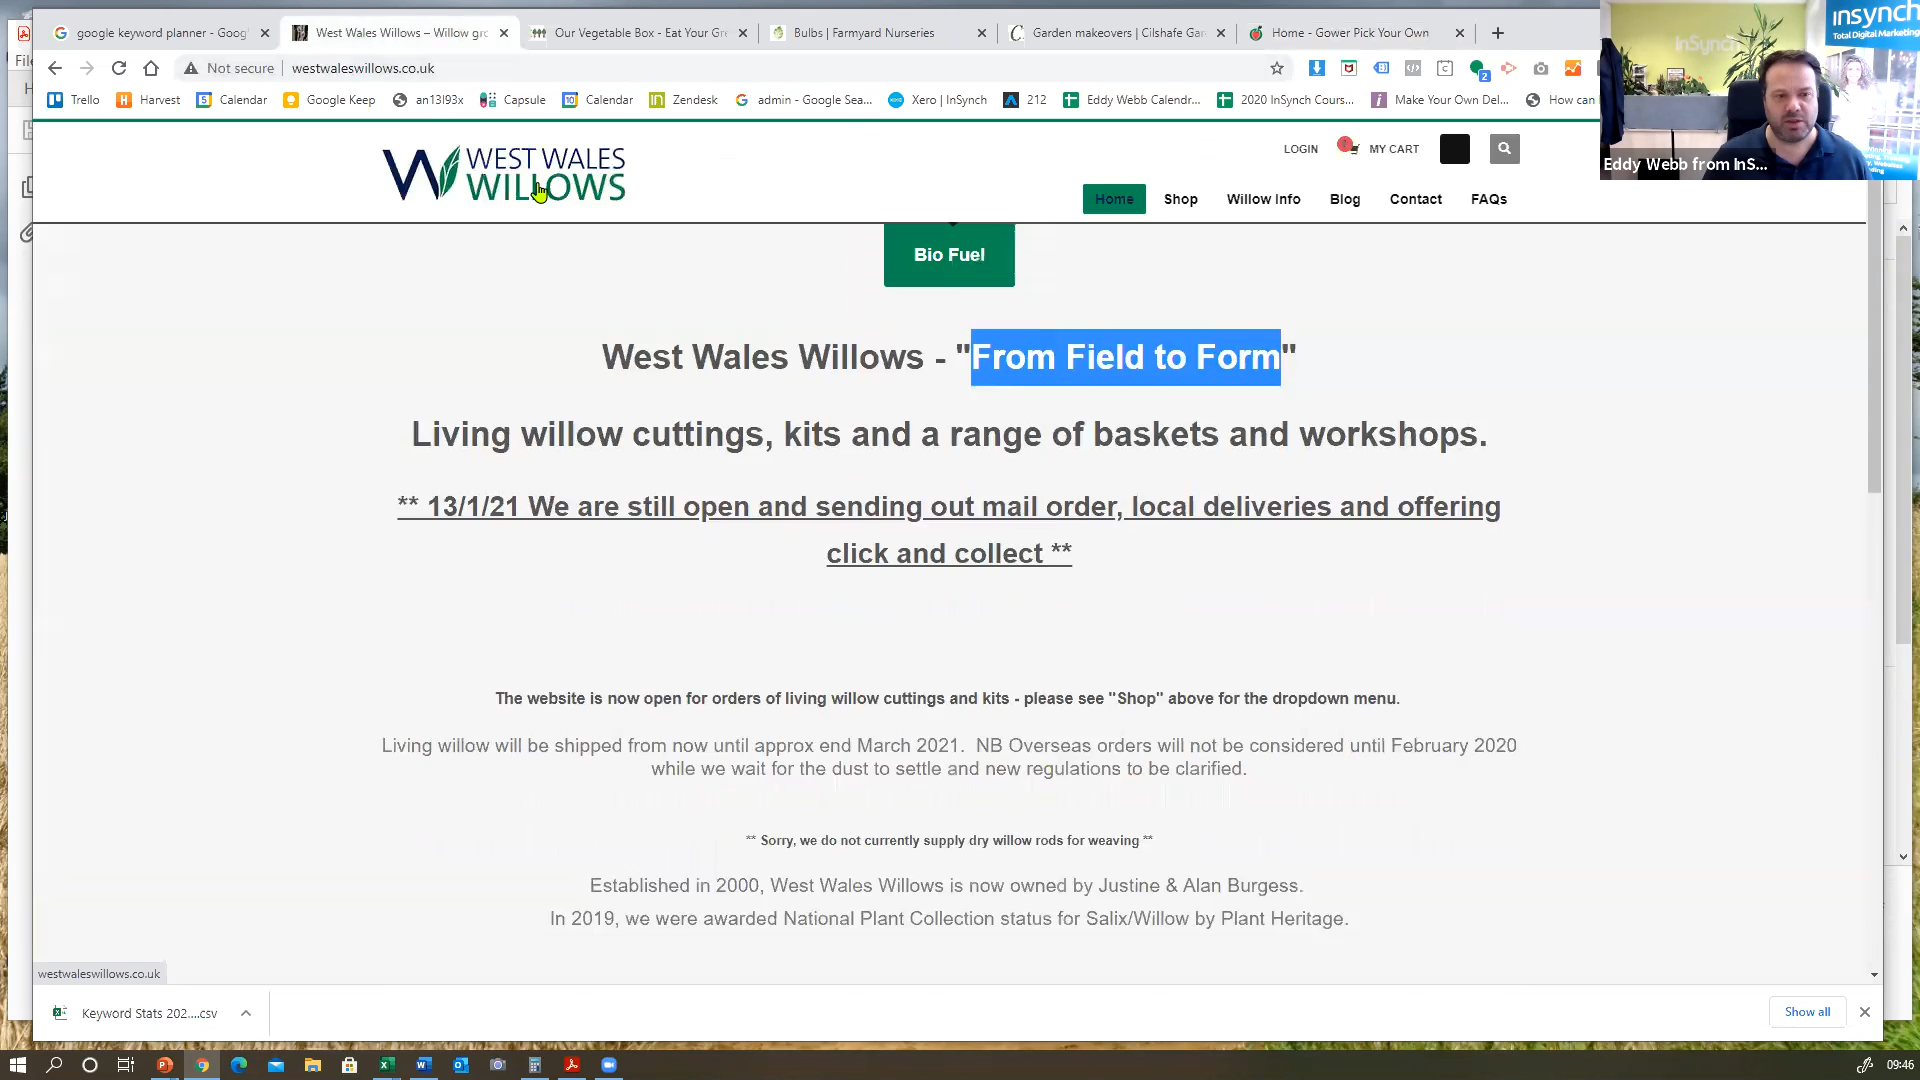 google keyword planner - Goog
West Wales Willows – Willow gro
Our Vegetable Box - Eat Your Gre
Bulbs | Farmyard Nurseries
Garden makeovers | Cilshafe Gar
Home - Gower Pick Your Own
Not secure
westwaleswillows.co.uk
2
Trello
Harvest
Calendar
Google Keep
an13l93x
Capsule
Calendar
Zendesk
admin - Google Sea...
Xero | InSynch
212
Eddy Webb Calendr...
2020 InSynch Cours...
Make Your Own Del...
How can
insynch
Total Digital Marketing
InSynch
Eddy Webb from InS...
WEST WALES
WILLOWS
LOGIN
MY CART
Home
Shop
Willow Info
Blog
Contact
FAQs
Bio Fuel
West Wales Willows - "From Field to Form"
Living willow cuttings, kits and a range of baskets and workshops.
** 13/1/21 We are still open and sending out mail order, local deliveries and offering
click and collect **
The website is now open for orders of living willow cuttings and kits - please see "Shop" above for the dropdown menu.
Living willow will be shipped from now until approx end March 2021. NB Overseas orders will not be considered until February 2020
while we wait for the dust to settle and new regulations to be clarified.
** Sorry, we do not currently supply dry willow rods for weaving **
Established in 2000, West Wales Willows is now owned by Justine & Alan Burgess.
In 2019, we were awarded National Plant Collection status for Salix/Willow by Plant Heritage.
westwaleswillows.co.uk
Keyword Stats 202....csv
Show all
09:46